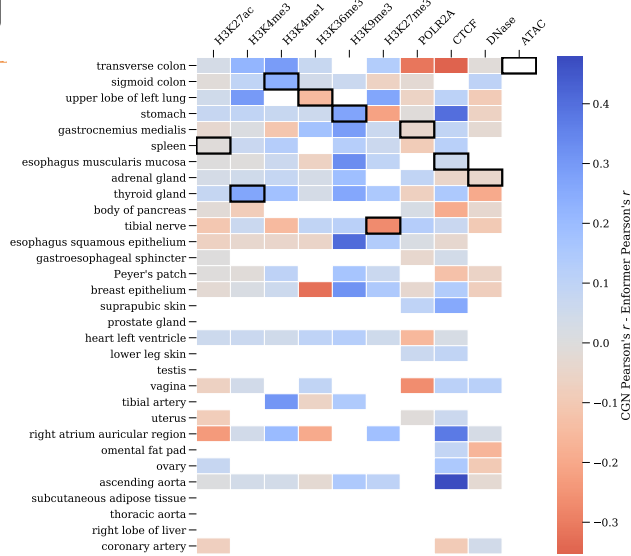 H3K27ac
H3K4me3
H3K4me1
H3K36me3
H3K9me3
H3K27me3
POLR2A
CTCF
DNase
ATAC
transverse colon
sigmoid colon
upper lobe of left lung
stomach
gastrocnemius medialis
spleen
esophagus muscularis mucosa
adrenal gland
thyroid gland
body of pancreas
tibial nerve
esophagus squamous epithelium
gastroesophageal sphincter
Peyer's patch
breast epithelium
suprapubic skin
prostate gland
heart left ventricle
lower leg skin
testis
vagina
tibial artery
uterus
right atrium auricular region
omental fat pad
ovary
ascending aorta
subcutaneous adipose tissue
thoracic aorta
right lobe of liver
coronary artery
0.4
0.3
0.2
0.1
0.0
−0.1
−0.2
−0.3
CGN Pearson's r - Enformer Pearson's r